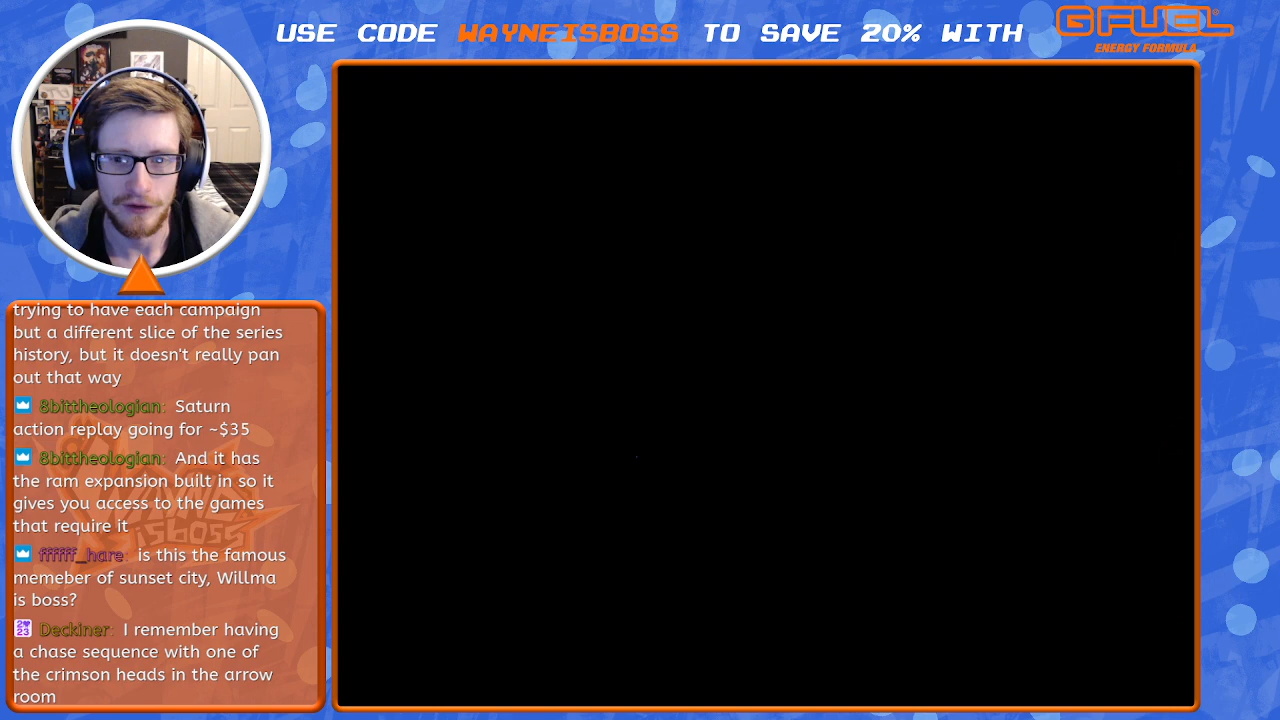 USE CODE WAYNEISBOSS TO SAVE 20% WITH
G FUEL
ENERGY FORMULA
trying to have each campaign
but a different slice of the series
history, but it doesn't really pan
out that way
8bittheologian: Saturn
action replay going for ~$35
8bittheologian: And it has
the ram expansion built in so it
gives you access to the games
that require it
ffffff_hare: is this the famous
memeber of sunset city, Willma
is boss?
Deckiner: I remember having
a chase sequence with one of
the crimson heads in the arrow
room
WAYNE
isboss